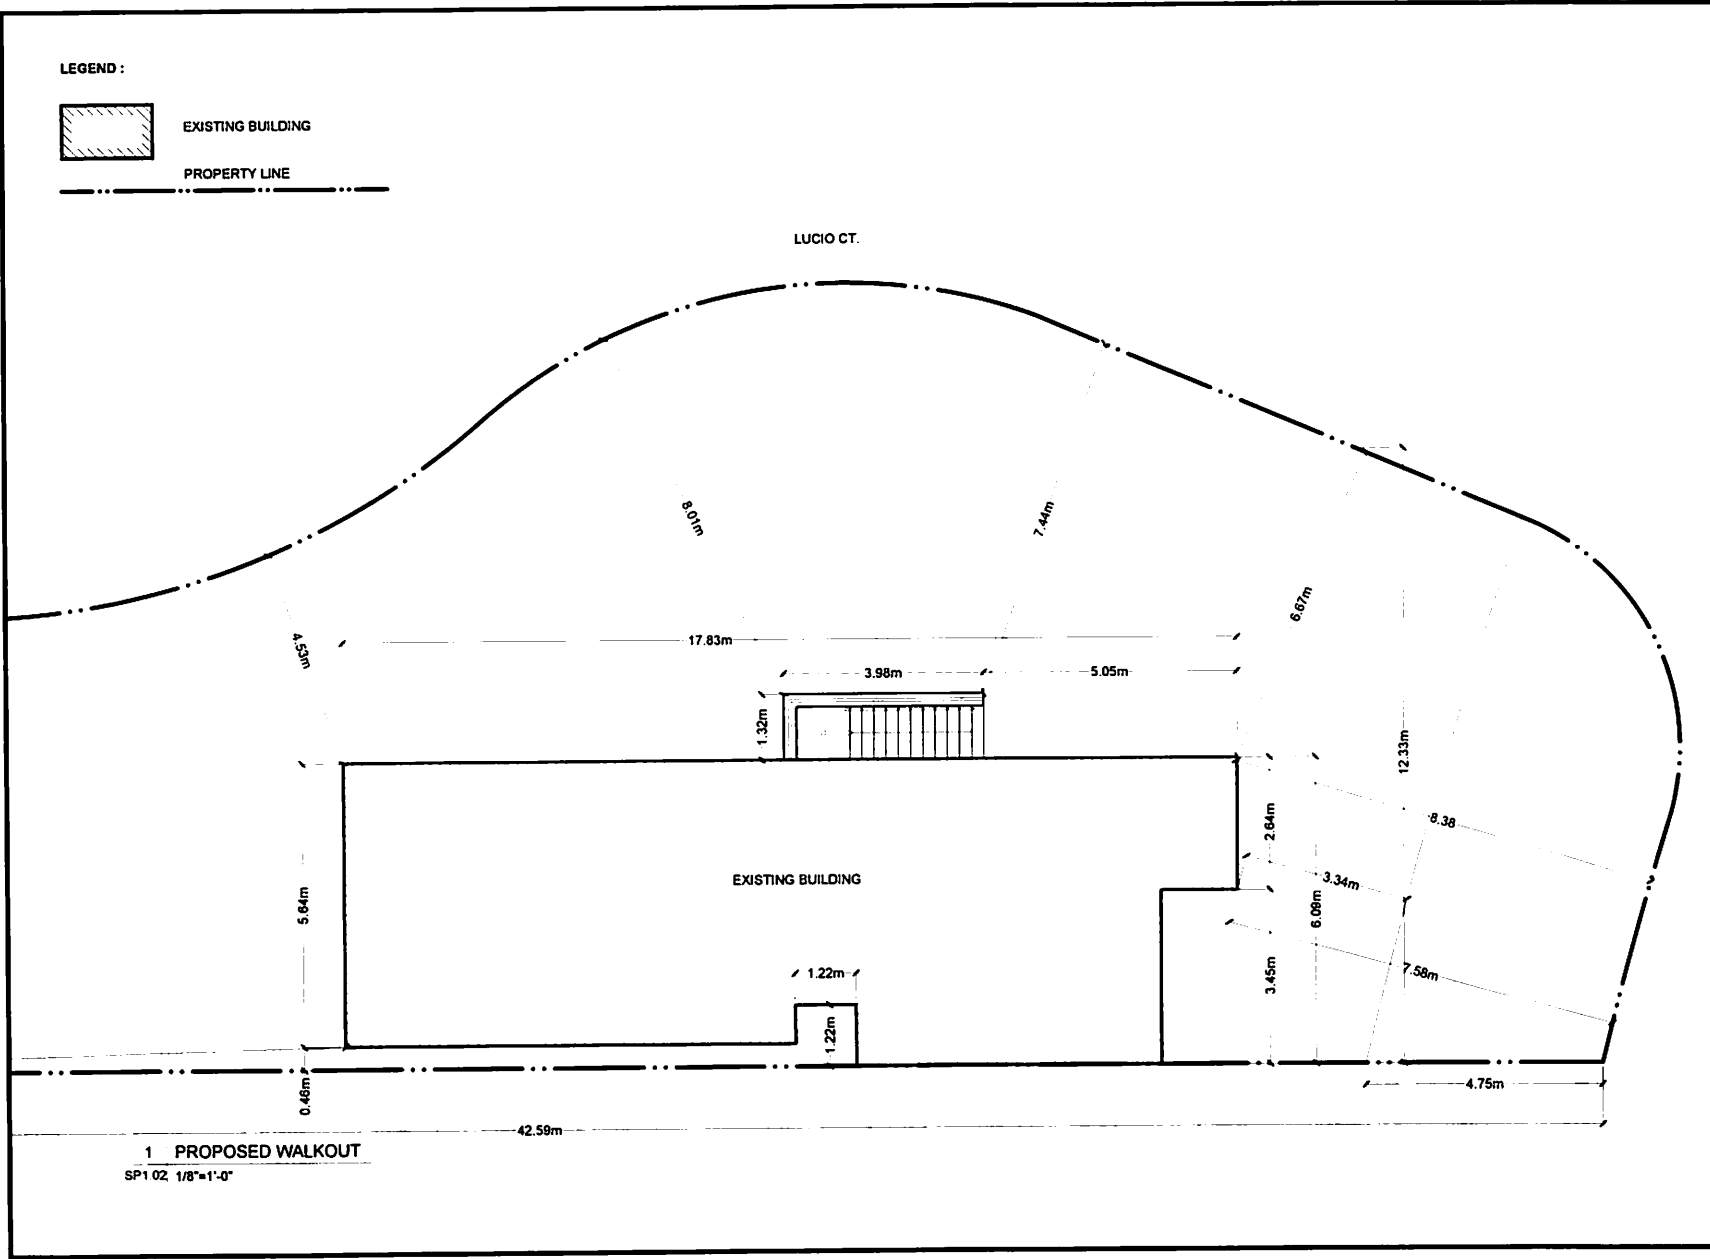 LEGEND :
EXISTING BUILDING
PROPERTY LINE
LUCIO CT.
8.01m
7.44m
6.67m
4.53m
17.83m
3.98m
5.05m
1.32m
12.33m
2.64m
8.38
EXISTING BUILDING
3.34m
5.64m
6.09m
1.22m
3.45m
7.58m
1.22m
0.46m
4.75m
42.59m
1 PROPOSED WALKOUT
SP1.02 1/8"=1'-0"